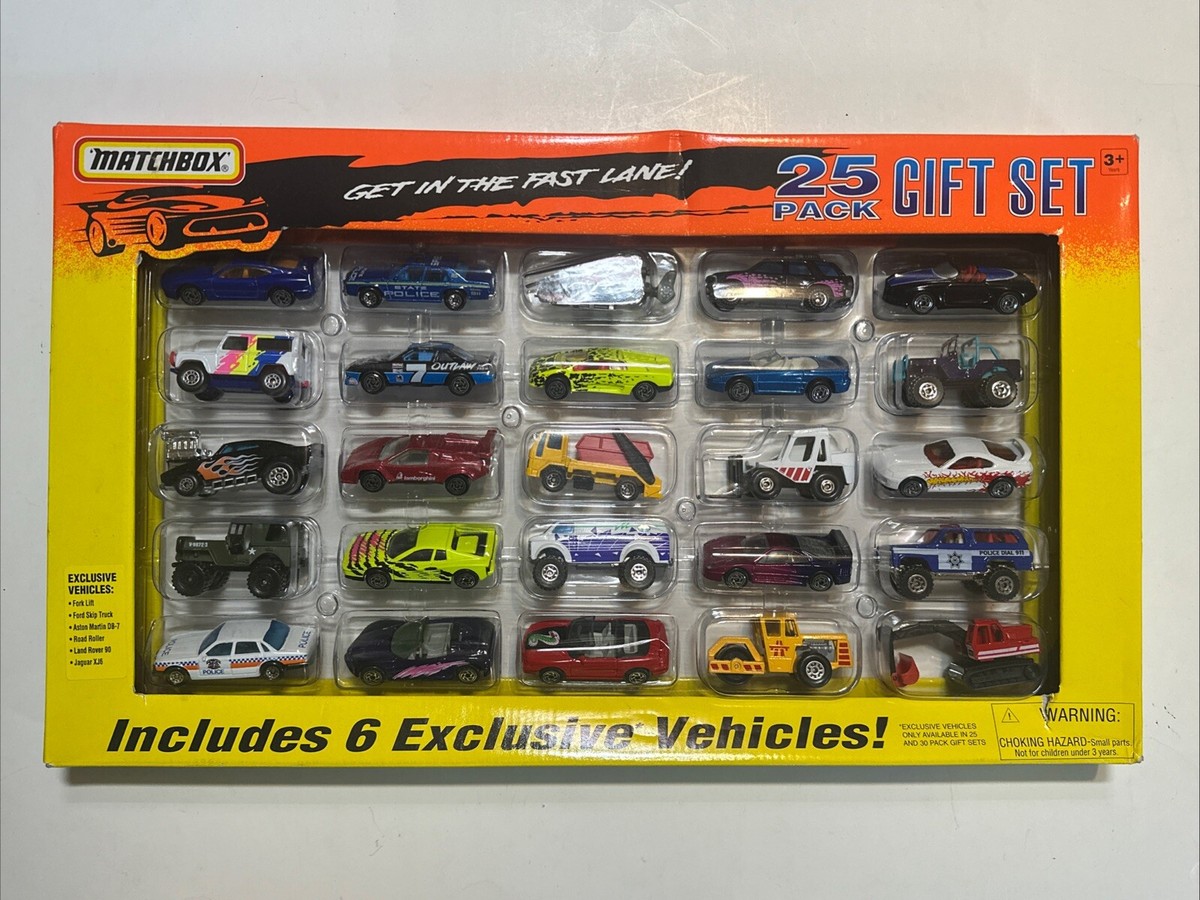 MATCHBOX®
GET IN THE FAST LANE!
25
PACK
GIFT SET
3+
STATE
POLICE
7
OUTLAW
lamborghini
POLICE DIAL 911
POLICE
POLICE
EXCLUSIVE
VEHICLES:
• Fork Lift
• Ford Skip Truck
• Aston Martin DB-7
• Road Roller
• Land Rover 90
• Jaguar XJ6
Includes 6 Exclusive Vehicles!
*EXCLUSIVE VEHICLES
ONLY AVAILABLE IN 25
AND 30 PACK GIFT SETS
WARNING:
CHOKING HAZARD-Small parts.
Not for children under 3 years.